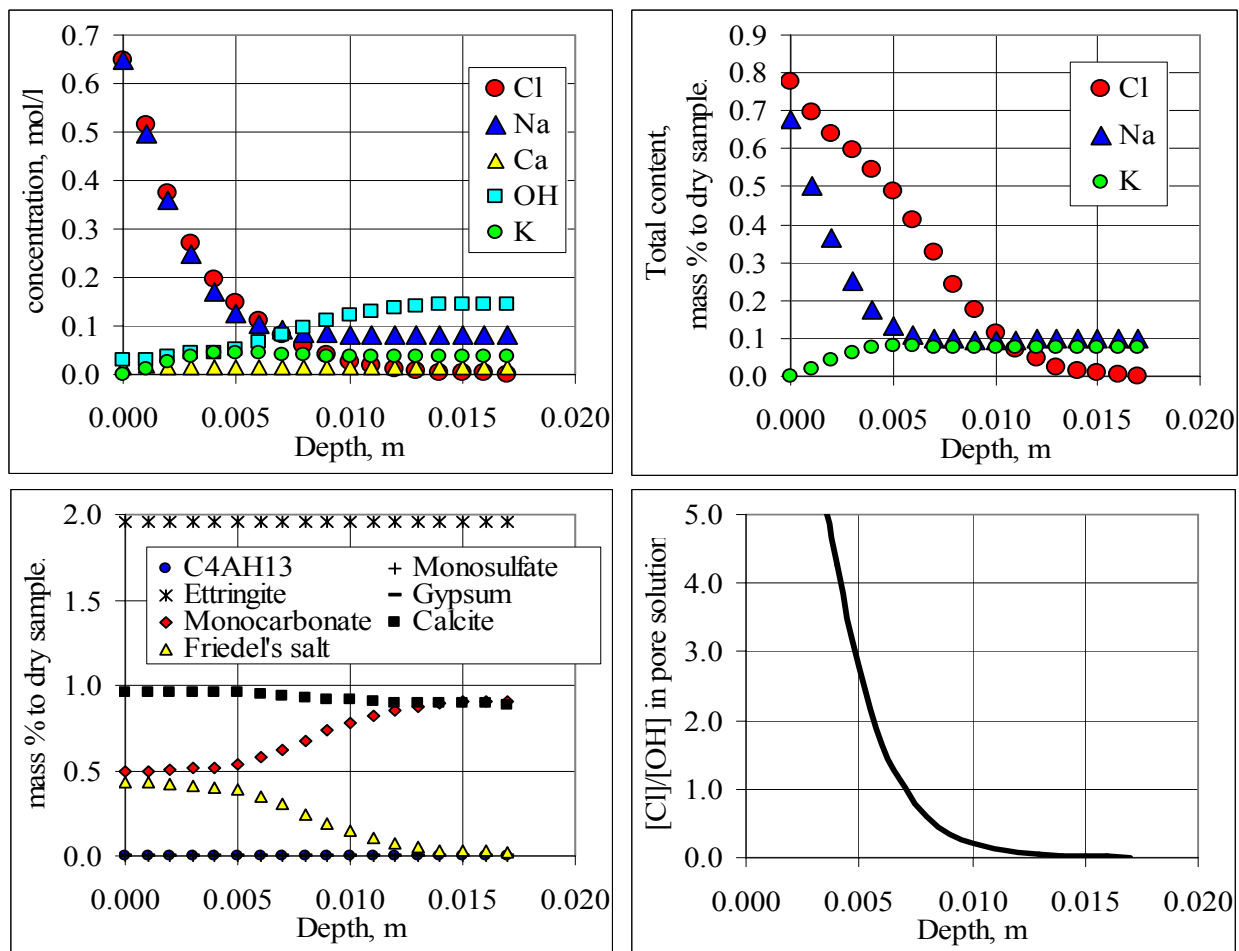 0.7
0.6
0.5
0.4
0.3
0.2
0.1
0.0
concentration, mol/l
Cl
Na
Ca
OH
K
0.000 0.005 0.010 0.015 0.020
Depth, m
0.9
0.8
0.7
0.6
0.5
0.4
0.3
0.2
0.1
0.0
Total content,
mass % to dry sample.
Cl
Na
K
0.000 0.005 0.010 0.015 0.020
Depth, m
2.0
1.5
1.0
0.5
0.0
mass % to dry sample.
C4AH13 Monosulfate
Ettringite Gypsum
Monocarbonate Calcite
Friedel's salt
0.000 0.005 0.010 0.015 0.020
Depth, m
5.0
4.0
3.0
2.0
1.0
0.0
[Cl]/[OH] in pore solution
0.000 0.005 0.010 0.015 0.020
Depth, m